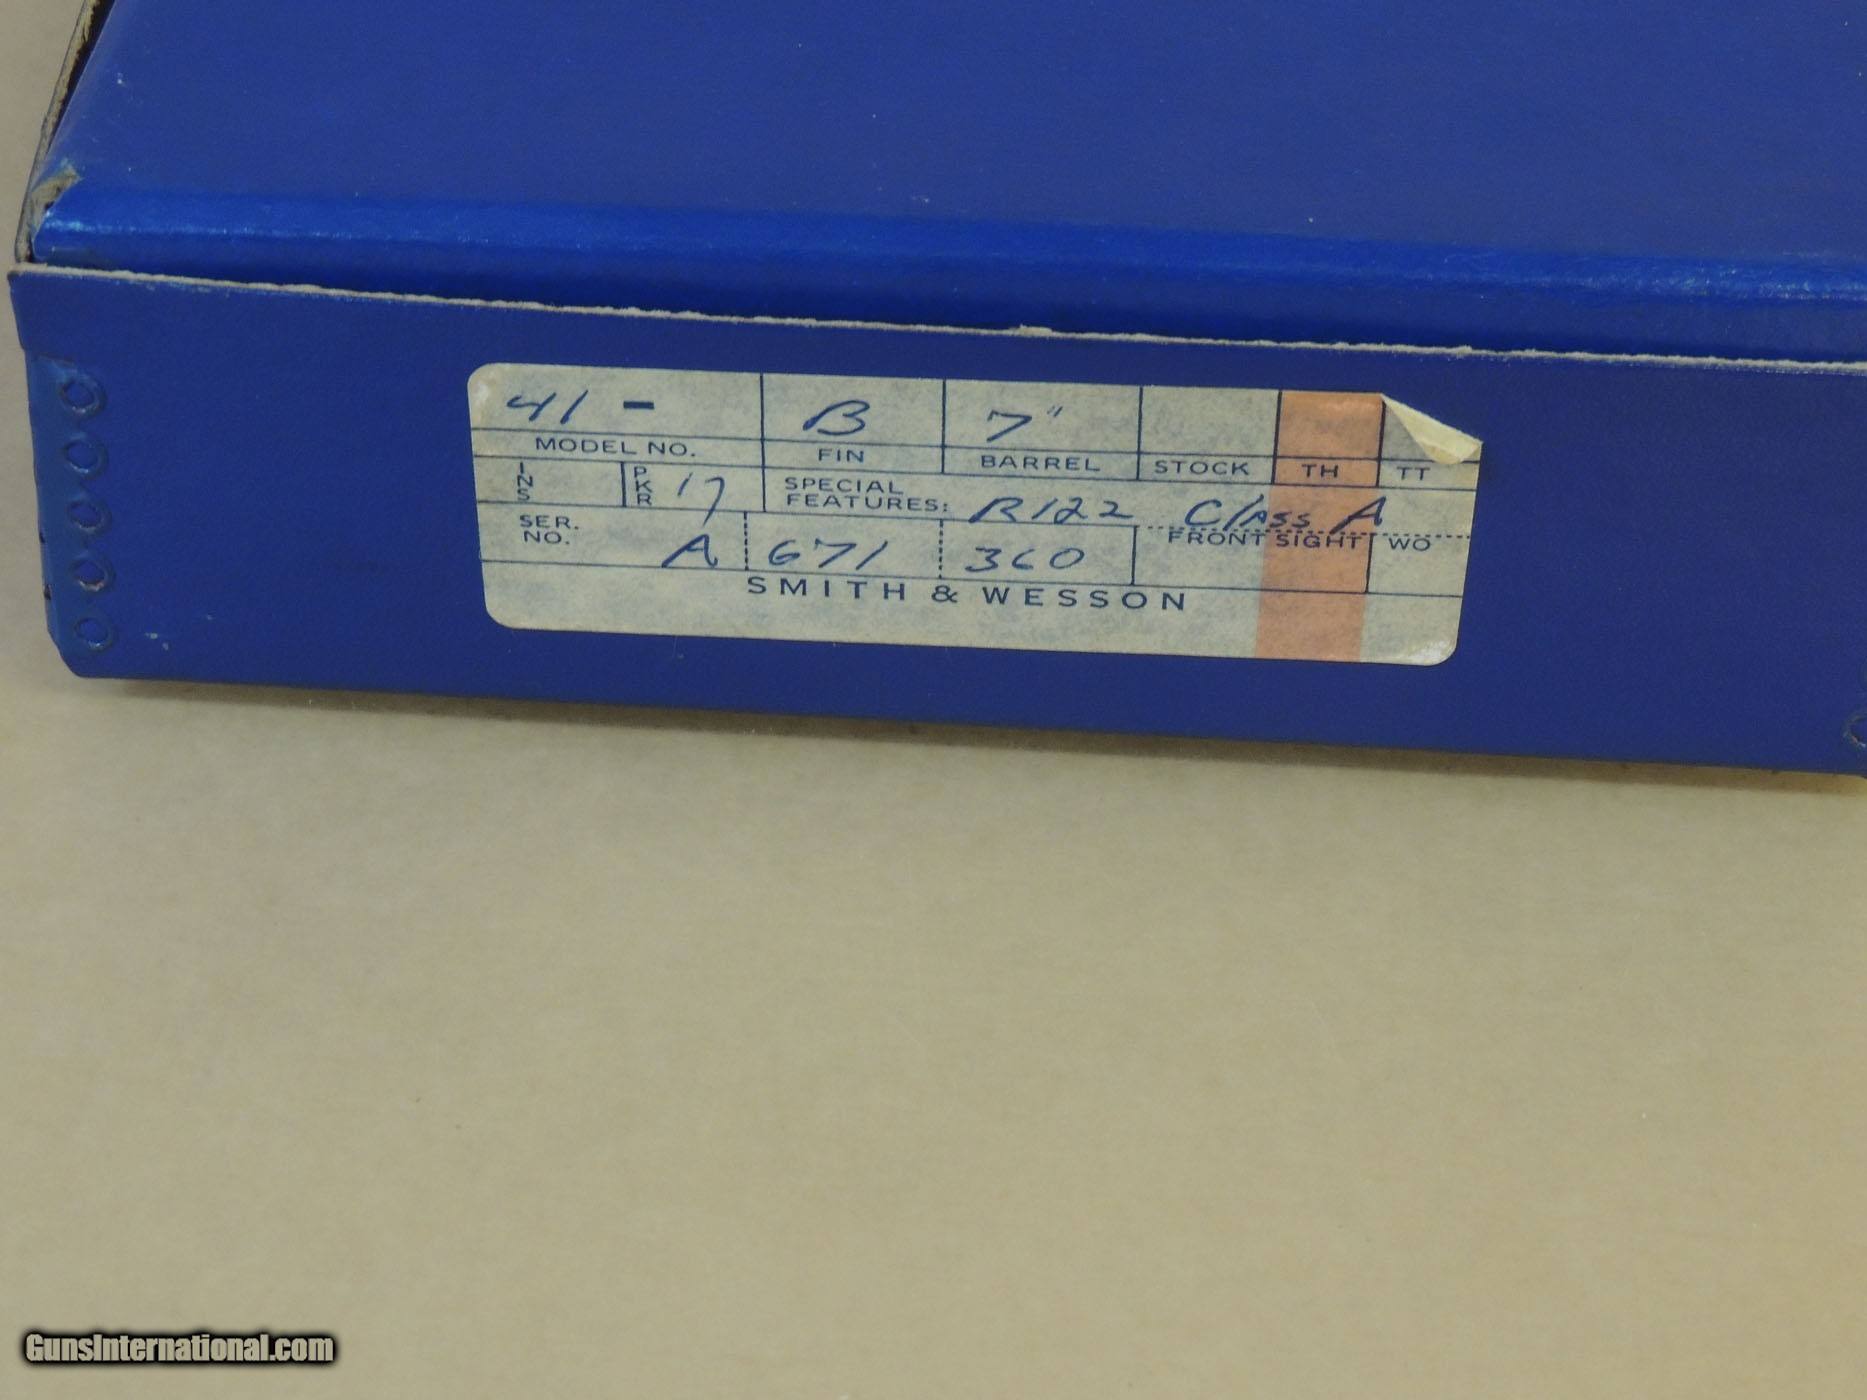 41 - B 7"
MODEL NO. FIN BARREL STOCK TH TT
INS PKR 17 SPECIAL FEATURES: R122 Class A
SER. NO. A 671 360 FRONT SIGHT WO
SMITH & WESSON
GunsInternational.com